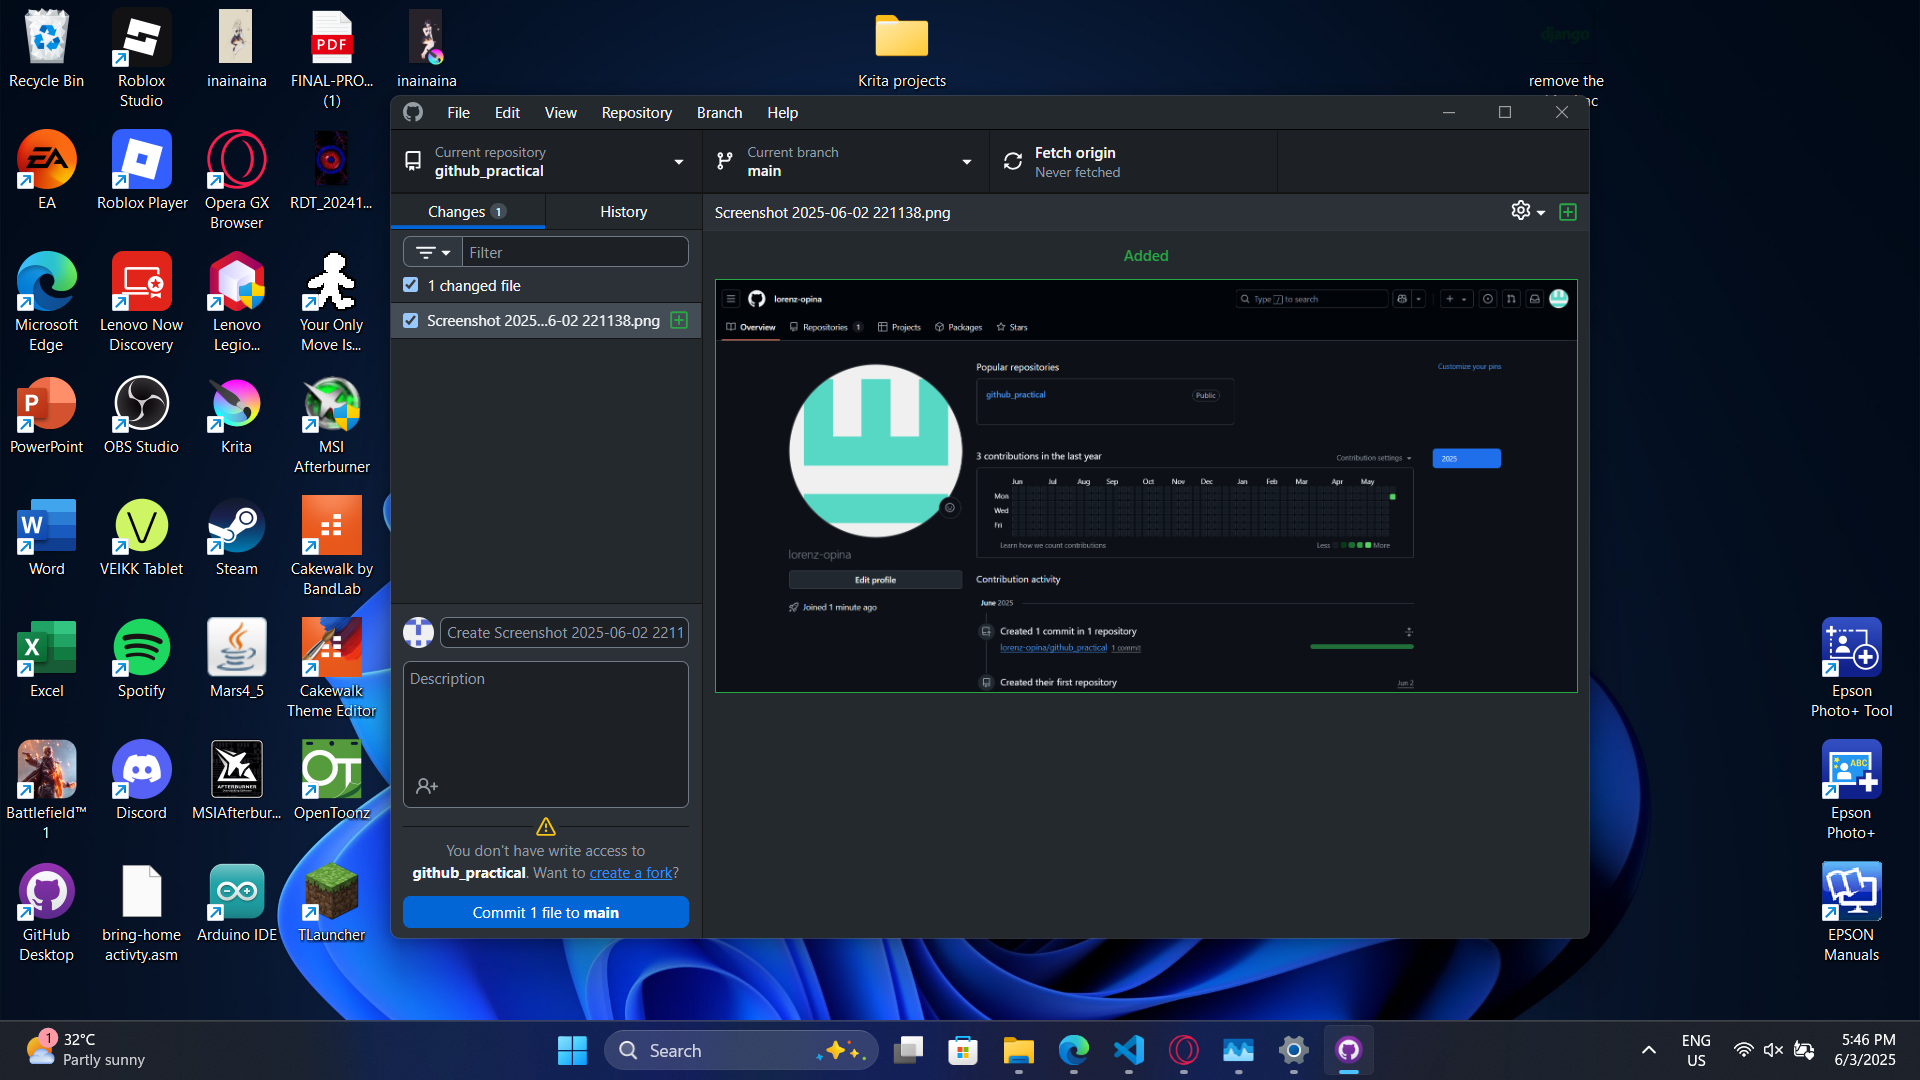 Recycle Bin
Roblox
Studio
inainaina
FINAL-PRO...
(1)
inainaina
Krita projects
django
remove the
EA
Roblox Player
Opera GX
Browser
RDT_20241...
Microsoft
Edge
Lenovo Now
Discovery
Lenovo
Legio...
Your Only
Move Is...
PowerPoint
OBS Studio
Krita
MSI
Afterburner
Word
VEIKK Tablet
Steam
Cakewalk by
BandLab
Excel
Spotify
Mars4_5
Cakewalk
Theme Editor
Battlefield™
1
Discord
MSIAfterbur...
OpenToonz
GitHub
Desktop
bring-home
activty.asm
Arduino IDE
TLauncher
PDF
EA
AFTERBURNER
File
Edit
View
Repository
Branch
Help
Current repository
github_practical
Current branch
main
Fetch origin
Never fetched
Changes 1
History
Filter
1 changed file
Screenshot 2025...6-02 221138.png
Screenshot 2025-06-02 221138.png
Added
lorenz-opina
Type / to search
Overview
Repositories 1
Projects
Packages
Stars
Popular repositories
Customize your pins
github_practical
Public
3 contributions in the last year
Contribution settings
2025
Jun Jul Aug Sep Oct Nov Dec Jan Feb Mar Apr May
Mon
Wed
Fri
Learn how we count contributions
Less
More
lorenz-opina
Edit profile
Joined 1 minute ago
Contribution activity
June 2025
Created 1 commit in 1 repository
lorenz-opina/github_practical 1 commit
Created their first repository
Jun 2
Create Screenshot 2025-06-02 2211
Description
You don't have write access to
github_practical. Want to create a fork?
Commit 1 file to main
Epson
Photo+ Tool
ABC
Epson
Photo+
EPSON
Manuals
1
32°C
Partly sunny
Search
ENG
US
5:46 PM
6/3/2025